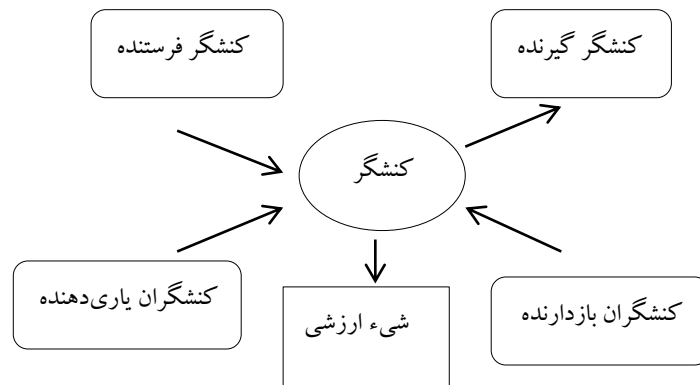 کنشگر گیرنده
کنشگر فرستنده
کنشگر
کنشگران بازدارنده
شیء ارزشی
کنشگران یاری‌دهنده